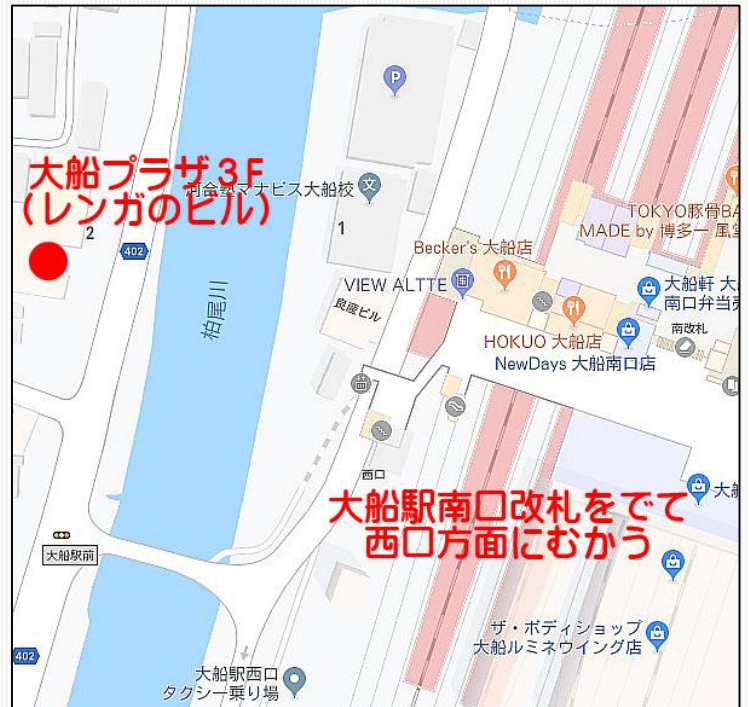 大船プラザ3F
(レンガのビル)
河合塾マナビス大船校
1
2
402
TOKYO豚骨BA
MADE by 博多一風堂
Becker's 大船店
VIEW ALTTE
良産ビル
柏尾川
大船軒 大
南口弁当売
南改札
HOKUO 大船店
NewDays 大船南口店
西口
大船
大船駅南口改札をでて
西口方面にむかう
大船駅前
402
ザ・ボディショップ
大船ルミネウイング店
大船駅西口
タクシー乗り場
P
文